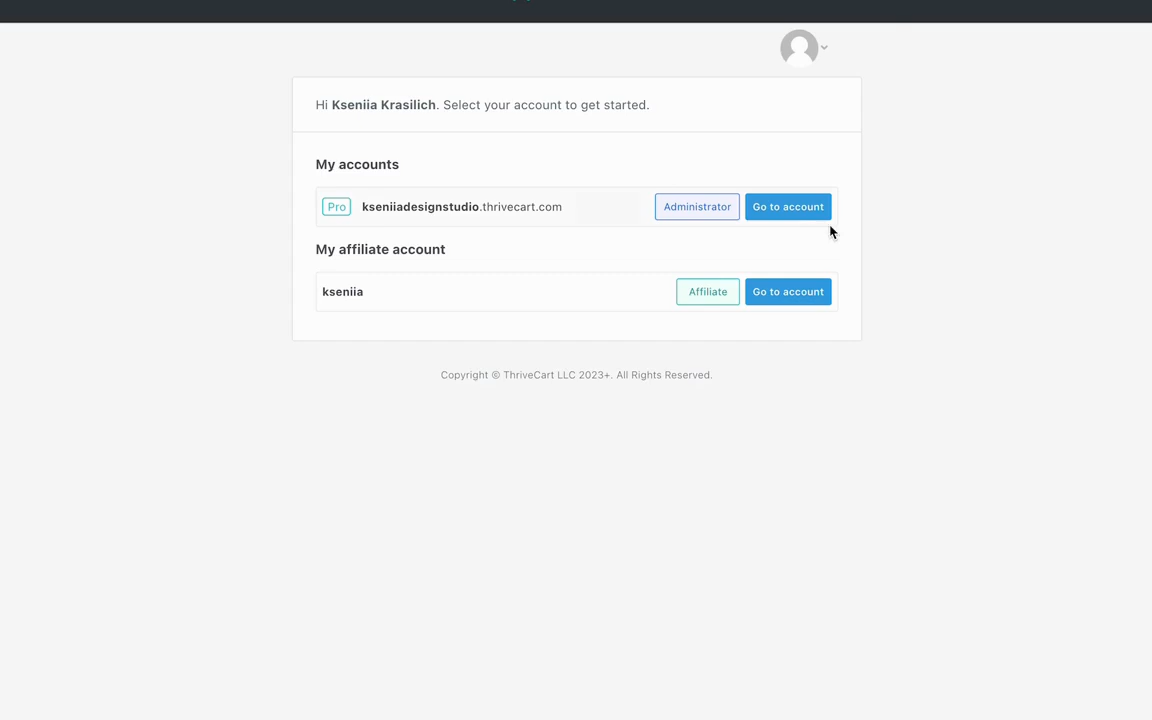 Hi Kseniia Krasilich. Select your account to get started.
My accounts
Pro kseniiadesignstudio.thrivecart.com Administrator Go to account
My affiliate account
kseniia Affiliate Go to account
Copyright © ThriveCart LLC 2023+. All Rights Reserved.